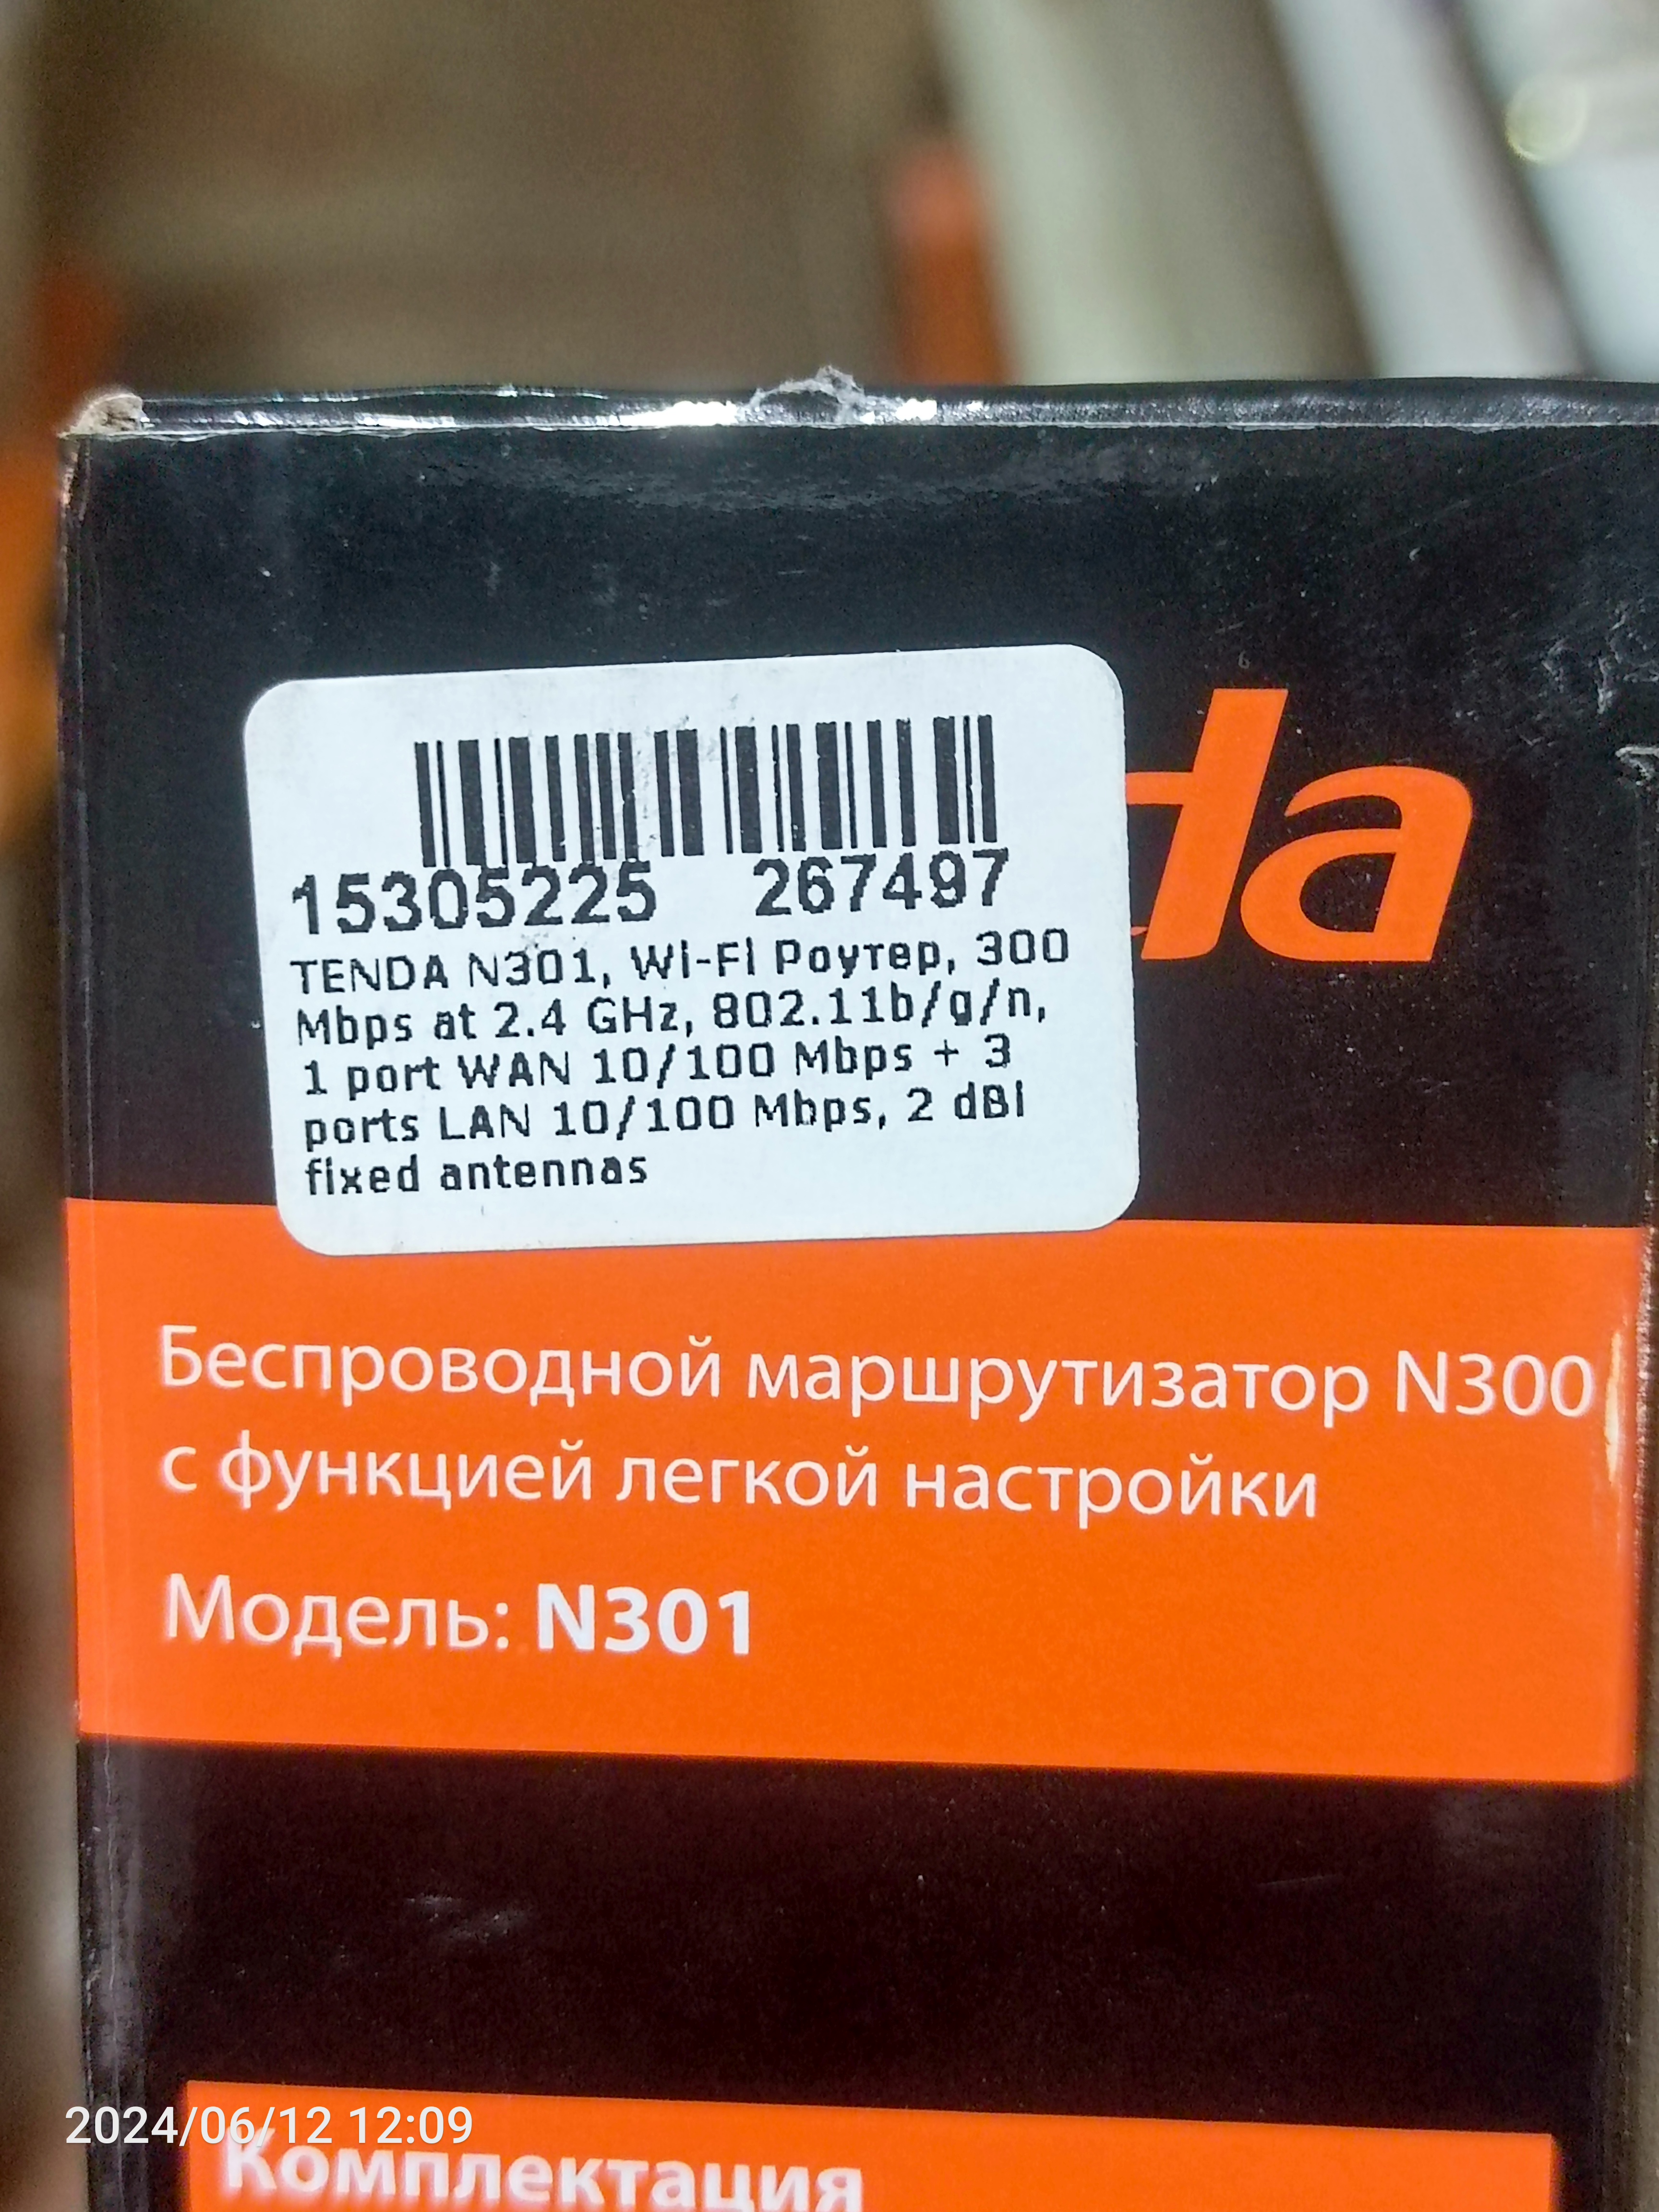 15305225 267497
TENDA N301, Wi-Fi Роутер, 300
Mbps at 2.4 GHz, 802.11b/g/n,
1 port WAN 10/100 Mbps + 3
ports LAN 10/100 Mbps, 2 dBi
fixed antennas
da
Беспроводной маршрутизатор N300
с функцией легкой настройки
Модель: N301
Комплектация
2024/06/12 12:09